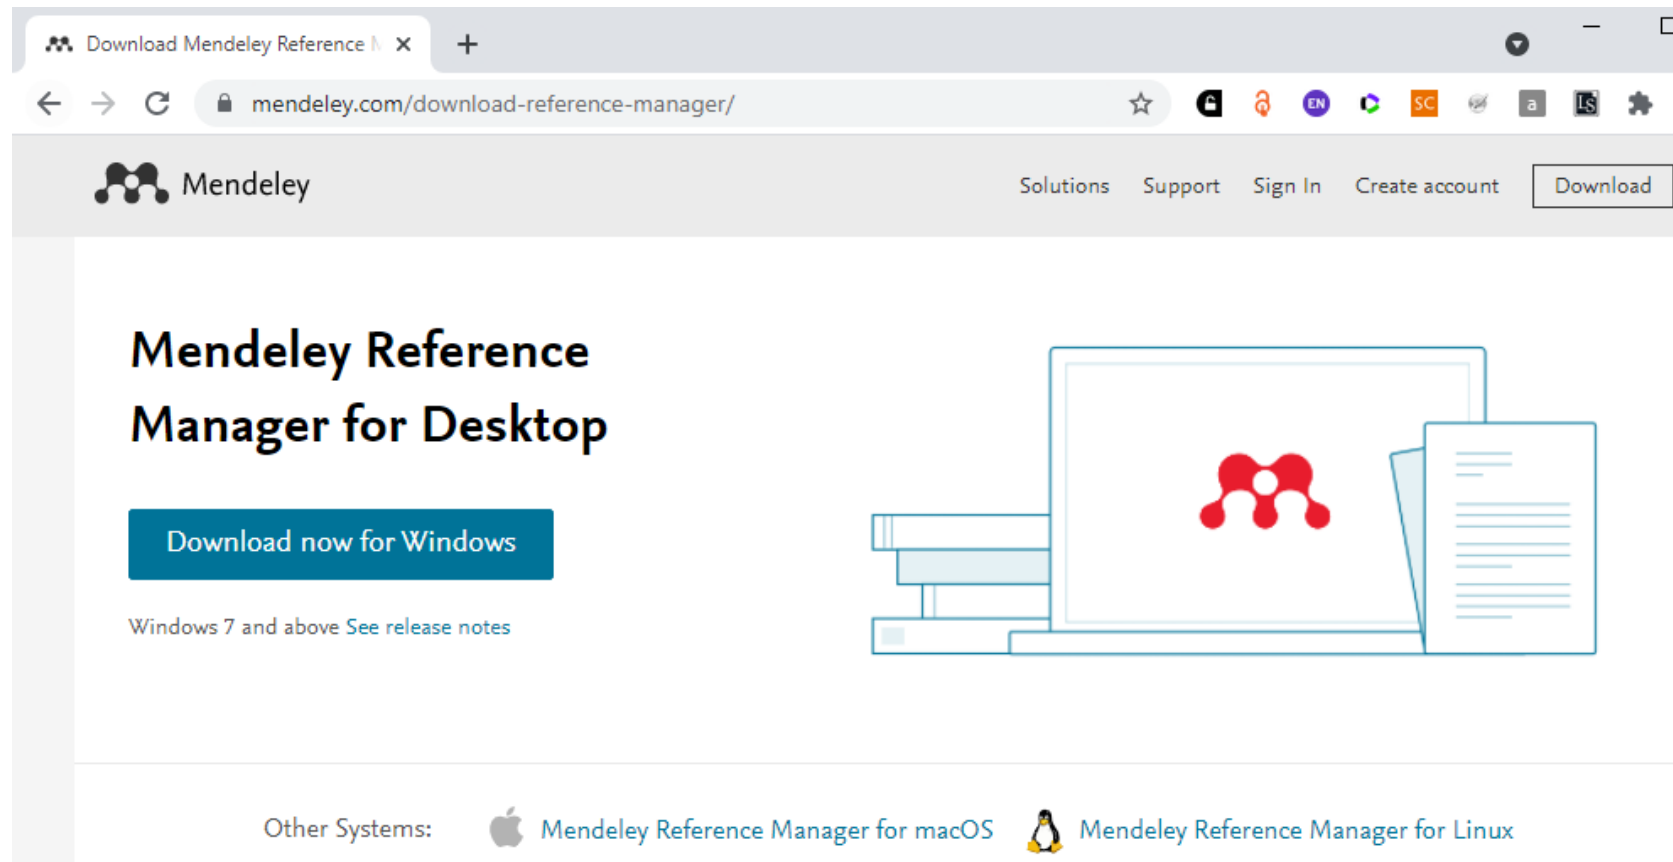 Download Mendeley Reference
mendeley.com/download-reference-manager/
EN
SC
a
LS
Mendeley
Solutions
Support
Sign In
Create account
Download
Mendeley Reference
Manager for Desktop
Download now for Windows
Windows 7 and above See release notes
Other Systems:
Mendeley Reference Manager for macOS
Mendeley Reference Manager for Linux